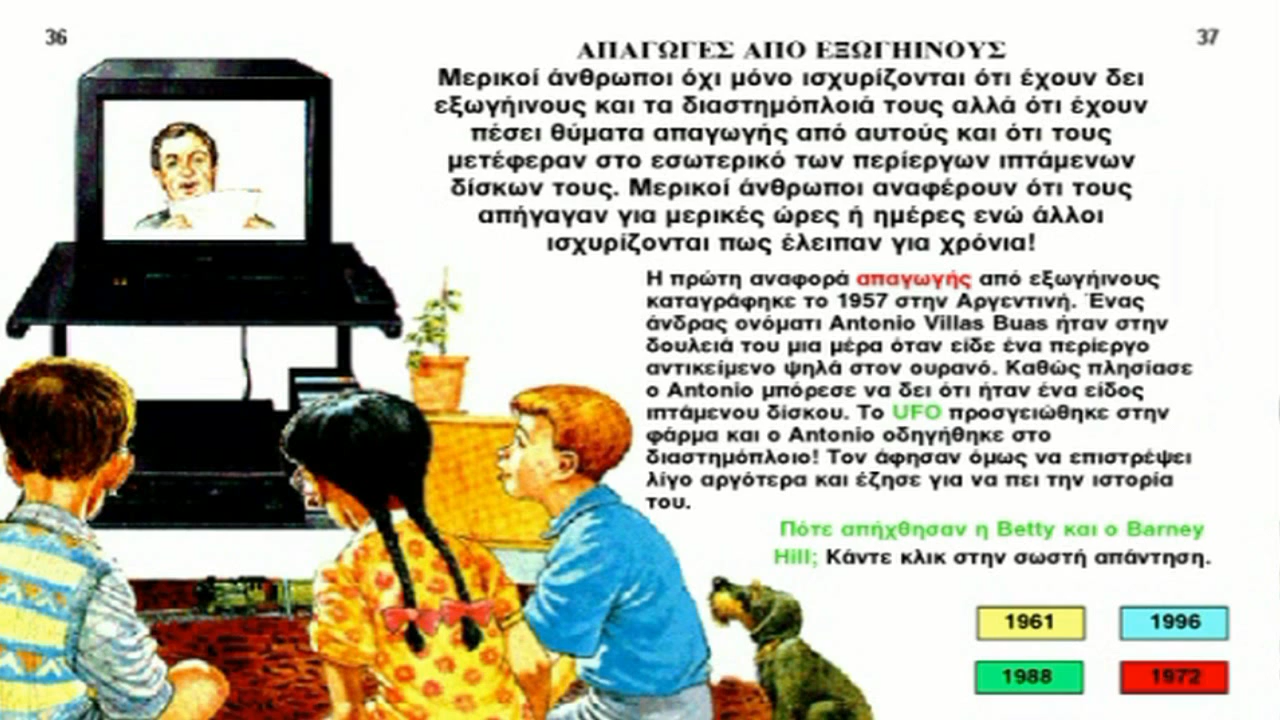 36
37
ΑΠΑΓΩΓΕΣ ΑΠΟ ΕΞΩΓΗΙΝΟΥΣ
Μερικοί άνθρωποι όχι μόνο ισχυρίζονται ότι έχουν δει
εξωγήινους και τα διαστημόπλοιά τους αλλά ότι έχουν
πέσει θύματα απαγωγής από αυτούς και ότι τους
μετέφεραν στο εσωτερικό των περίεργων ιπτάμενων
δίσκων τους. Μερικοί άνθρωποι αναφέρουν ότι τους
απήγαγαν για μερικές ώρες ή ημέρες ενώ άλλοι
ισχυρίζονται πως έλειπαν για χρόνια!
Η πρώτη αναφορά απαγωγής από εξωγήινους
καταγράφηκε το 1957 στην Αργεντινή. Ένας
άνδρας ονόματι Antonio Villas Buas ήταν στην
δουλειά του μια μέρα όταν είδε ένα περίεργο
αντικείμενο ψηλά στον ουρανό. Καθώς πλησίασε
ο Antonio μπόρεσε να δει ότι ήταν ένα είδος
ιπτάμενου δίσκου. Το UFO προσγειώθηκε στην
φάρμα και ο Antonio οδηγήθηκε στο
διαστημόπλοιο! Τον άφησαν όμως να επιστρέψει
λίγο αργότερα και έζησε για να πει την ιστορία
του.
Πότε απήχθησαν η Betty και ο Barney
Hill; Κάντε κλικ στην σωστή απάντηση.
1961
1996
1988
1972